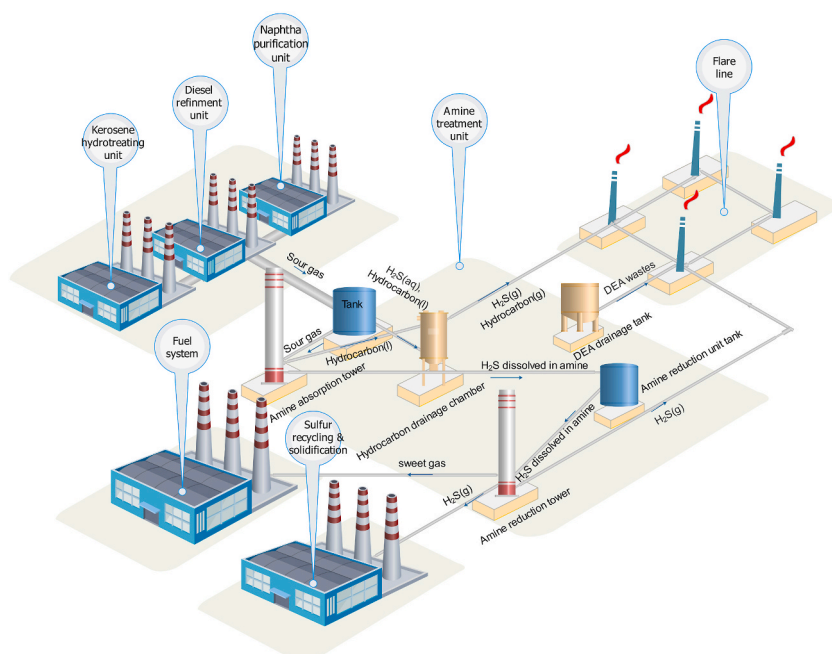 Naphtha
purification
unit
Diesel
refinment
unit
Kerosene
hydrotreating
unit
Amine
treatment
unit
Flare
line
Sour gas
H₂S(aq),
Hydrocarbon(l)
Tank
H₂S(g)
Hydrocarbon(g)
DEA wastes
DEA drainage tank
Sour gas
Hydrocarbon(l)
Fuel
system
H₂S dissolved in amine
Amine reduction unit tank
Amine absorption tower
Hydrocarbon drainage chamber
Sulfur
recycling &
solidification
H₂S dissolved in amine
H₂S(g)
sweet gas
H₂S(g)
Amine reduction tower